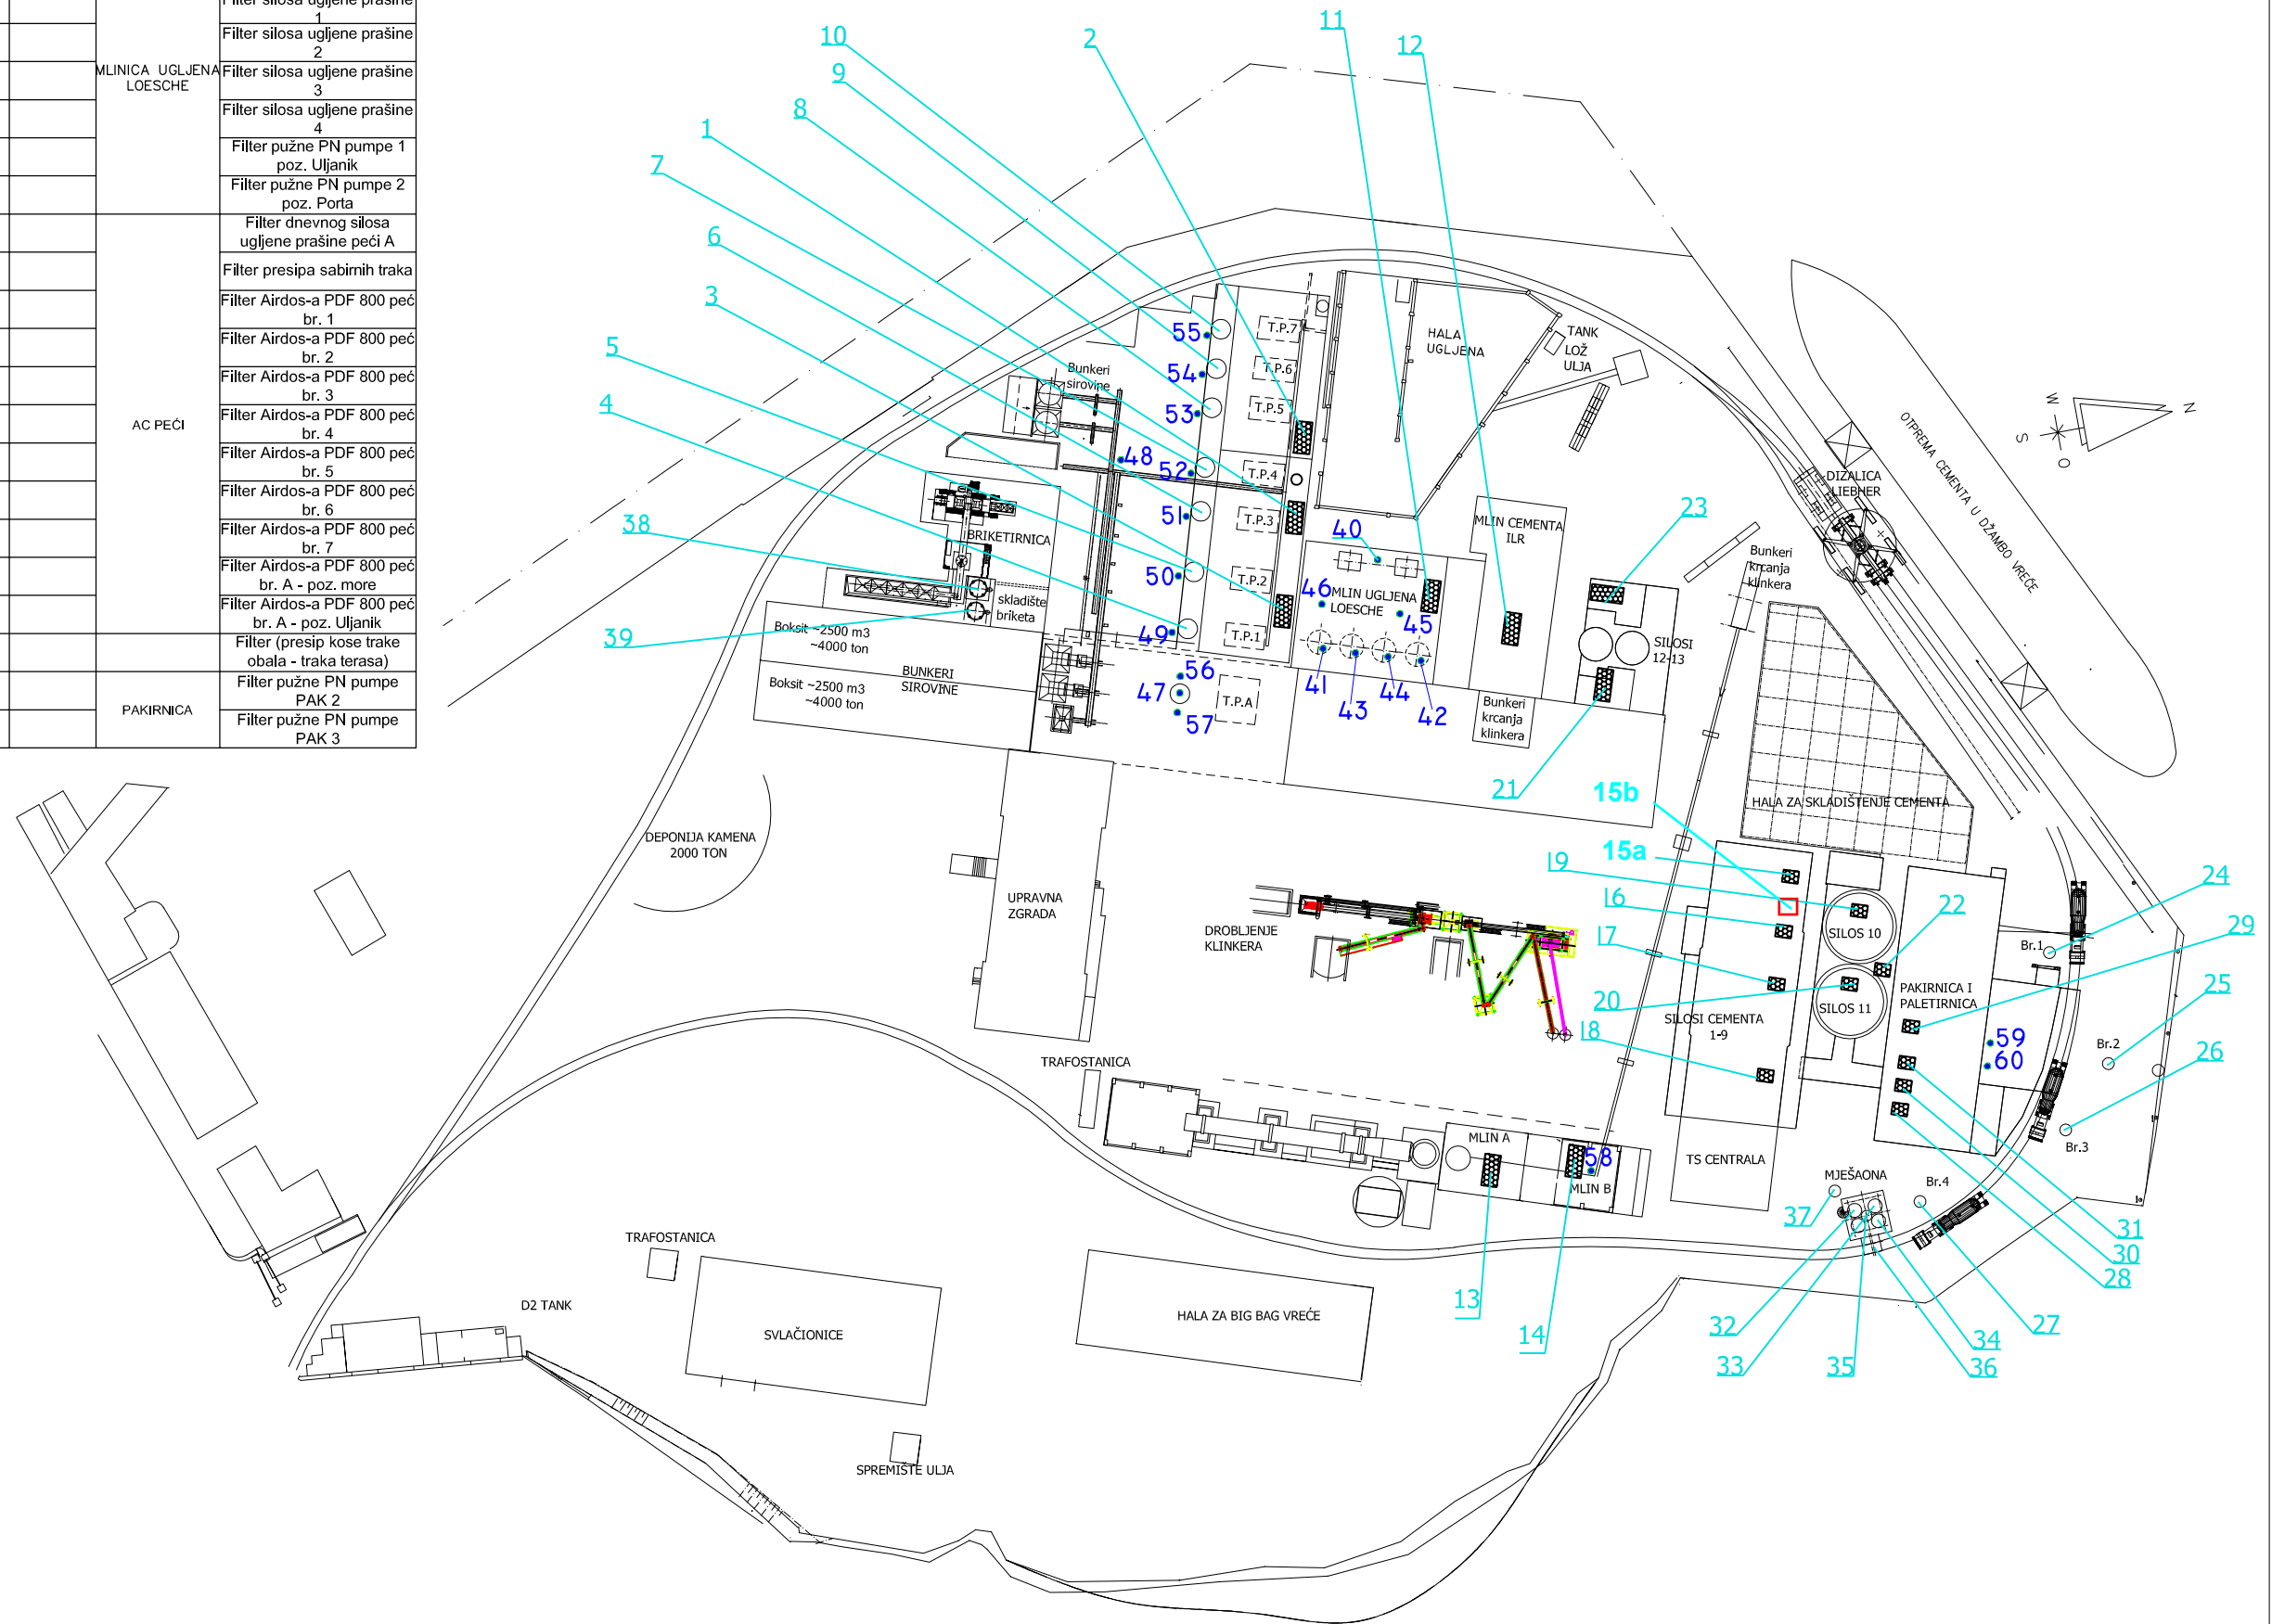 Filter silosa ugljene prašine
1
Filter silosa ugljene prašine
2
MLINICA UGLJENA
LOESCHE
Filter silosa ugljene prašine
3
Filter silosa ugljene prašine
4
Filter pužne PN pumpe 1
poz. Uljanik
Filter pužne PN pumpe 2
poz. Porta
Filter dnevnog silosa
ugljene prašine peći A
Filter presipa sabirnih traka
Filter Airdos-a PDF 800 peć
br. 1
Filter Airdos-a PDF 800 peć
br. 2
Filter Airdos-a PDF 800 peć
br. 3
AC PEĆI
Filter Airdos-a PDF 800 peć
br. 4
Filter Airdos-a PDF 800 peć
br. 5
Filter Airdos-a PDF 800 peć
br. 6
Filter Airdos-a PDF 800 peć
br. 7
Filter Airdos-a PDF 800 peć
br. A - poz. more
Filter Airdos-a PDF 800 peć
br. A - poz. Uljanik
Filter (presip kose trake
obala - traka terasa)
PAKIRNICA
Filter pužne PN pumpe
PAK 2
Filter pužne PN pumpe
PAK 3
11
10
2
12
9
8
1
7
6
3
5
4
38
39
55
54
53
48
52
51
50
49
56
47
57
T.P.7
T.P.6
T.P.5
T.P.4
T.P.3
T.P.2
T.P.1
T.P.A
Bunkeri
sirovine
BRIKETIRNICA
skladište
briketa
Boksit ~2500 m3
~4000 ton
Boksit ~2500 m3
~4000 ton
BUNKERI
SIROVINE
HALA
UGLJENA
TANK
LOŽ
ULJA
40
46
MLIN UGLJENA
LOESCHE
45
41
43
44
42
MLIN CEMENTA
ILR
23
SILOSI
12-13
Bunkeri
krcanja
klinkera
Bunkeri
krcanja
klinkera
21
DIZALICA
LIEBHER
OTPREMA CEMENTA U DŽAMBO VREĆE
W
N
S
O
15b
15a
19
16
17
20
18
HALA ZA SKLADIŠTENJE CEMENTA
SILOS 10
SILOS 11
22
24
29
25
26
Br.1
Br.2
Br.3
Br.4
PAKIRNICA I
PALETIRNICA
59
60
SILOSI CEMENTA
1-9
TS CENTRALA
MJEŠAONA
37
32
33
35
34
36
27
31
30
28
DEPONIJA KAMENA
2000 TON
UPRAVNA
ZGRADA
DROBLJENJE
KLINKERA
TRAFOSTANICA
MLIN A
58
MLIN B
13
14
TRAFOSTANICA
D2 TANK
SVLAČIONICE
HALA ZA BIG BAG VREĆE
SPREMIŠTE ULJA